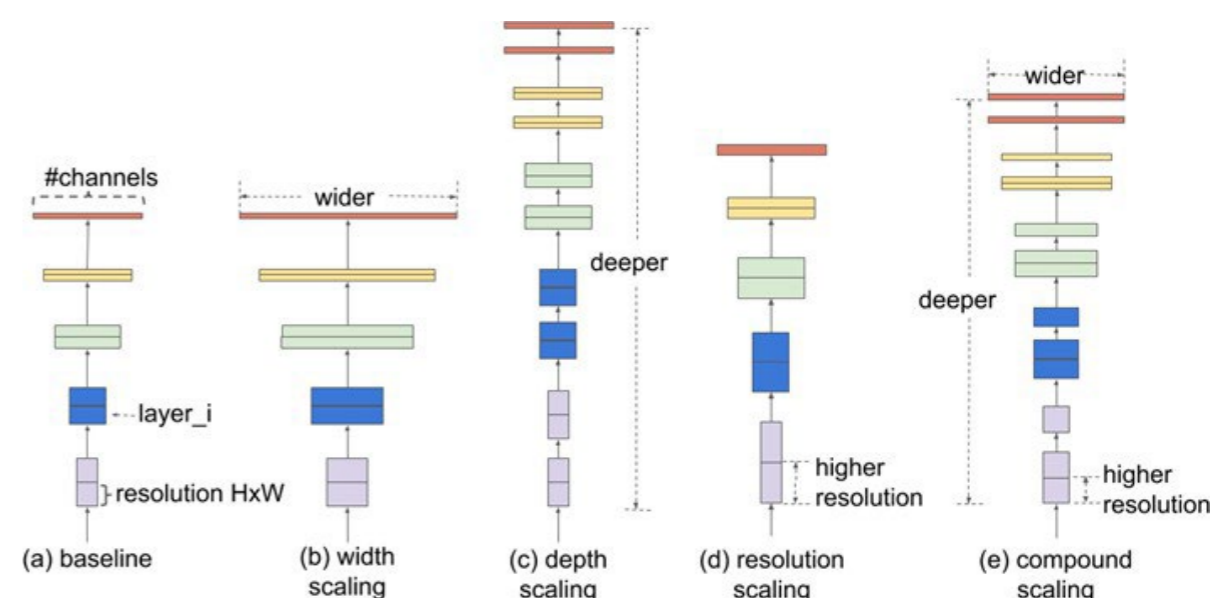 #channels
layer_i
resolution HxW
(a) baseline
wider
(b) width
scaling
deeper
(c) depth
scaling
higher
resolution
(d) resolution
scaling
wider
deeper
higher
resolution
(e) compound
scaling